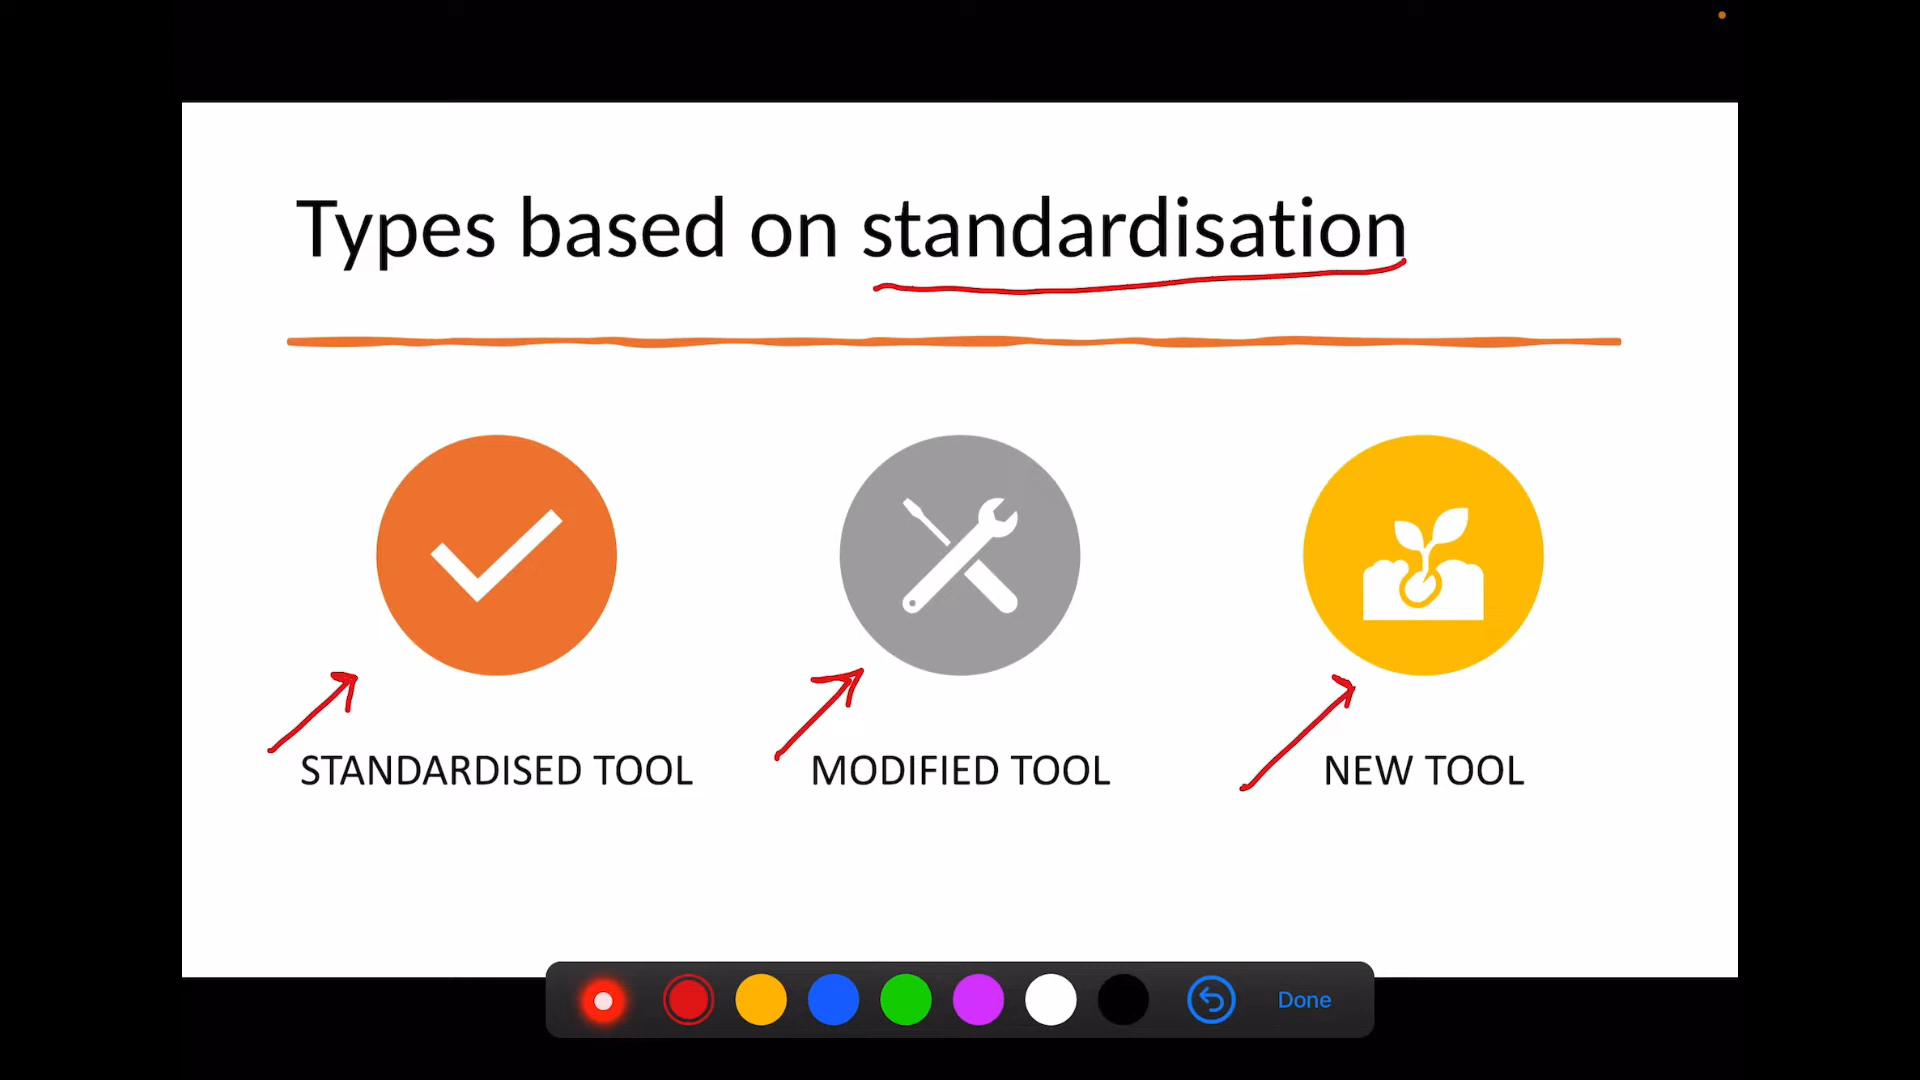 Types based on standardisation
STANDARDISED TOOL
MODIFIED TOOL
NEW TOOL
Done